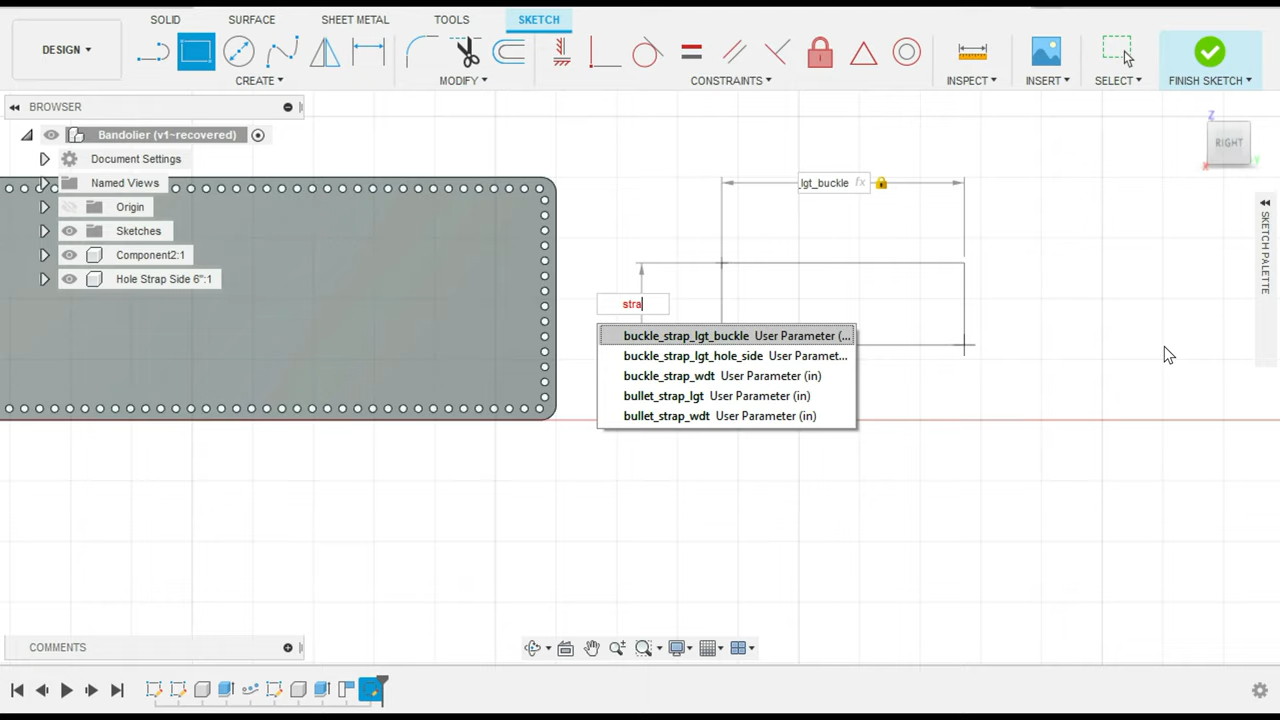 SOLID SURFACE SHEET METAL TOOLS SKETCH
DESIGN
CREATE MODIFY CONSTRAINTS INSPECT INSERT SELECT FINISH SKETCH
BROWSER
Bandolier (v1~recovered)
Document Settings
Named Views
Origin
Sketches
Component2:1
Hole Strap Side 6":1
_lgt_buckle fx
stra
buckle_strap_lgt_buckle User Parameter (...
buckle_strap_lgt_hole_side User Paramet...
buckle_strap_wdt User Parameter (in)
bullet_strap_lgt User Parameter (in)
bullet_strap_wdt User Parameter (in)
Z
RIGHT
X
Y
SKETCH PALETTE
COMMENTS